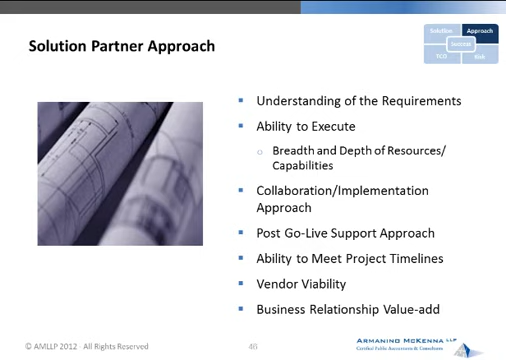 Solution Partner Approach
Solution Approach
TCO Risk
Understanding of the Requirements
Ability to Execute
Breadth and Depth of Resources/
Capabilities
Collaboration/Implementation
Approach
Post Go-Live Support Approach
Ability to Meet Project Timelines
Vendor Viability
Business Relationship Value-add
© AMLLP 2012 - All Rights Reserved
46
ARMANINO MCKENNA LLP
Certified Public Accountants & Consultants